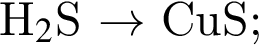 H₂S → CuS;